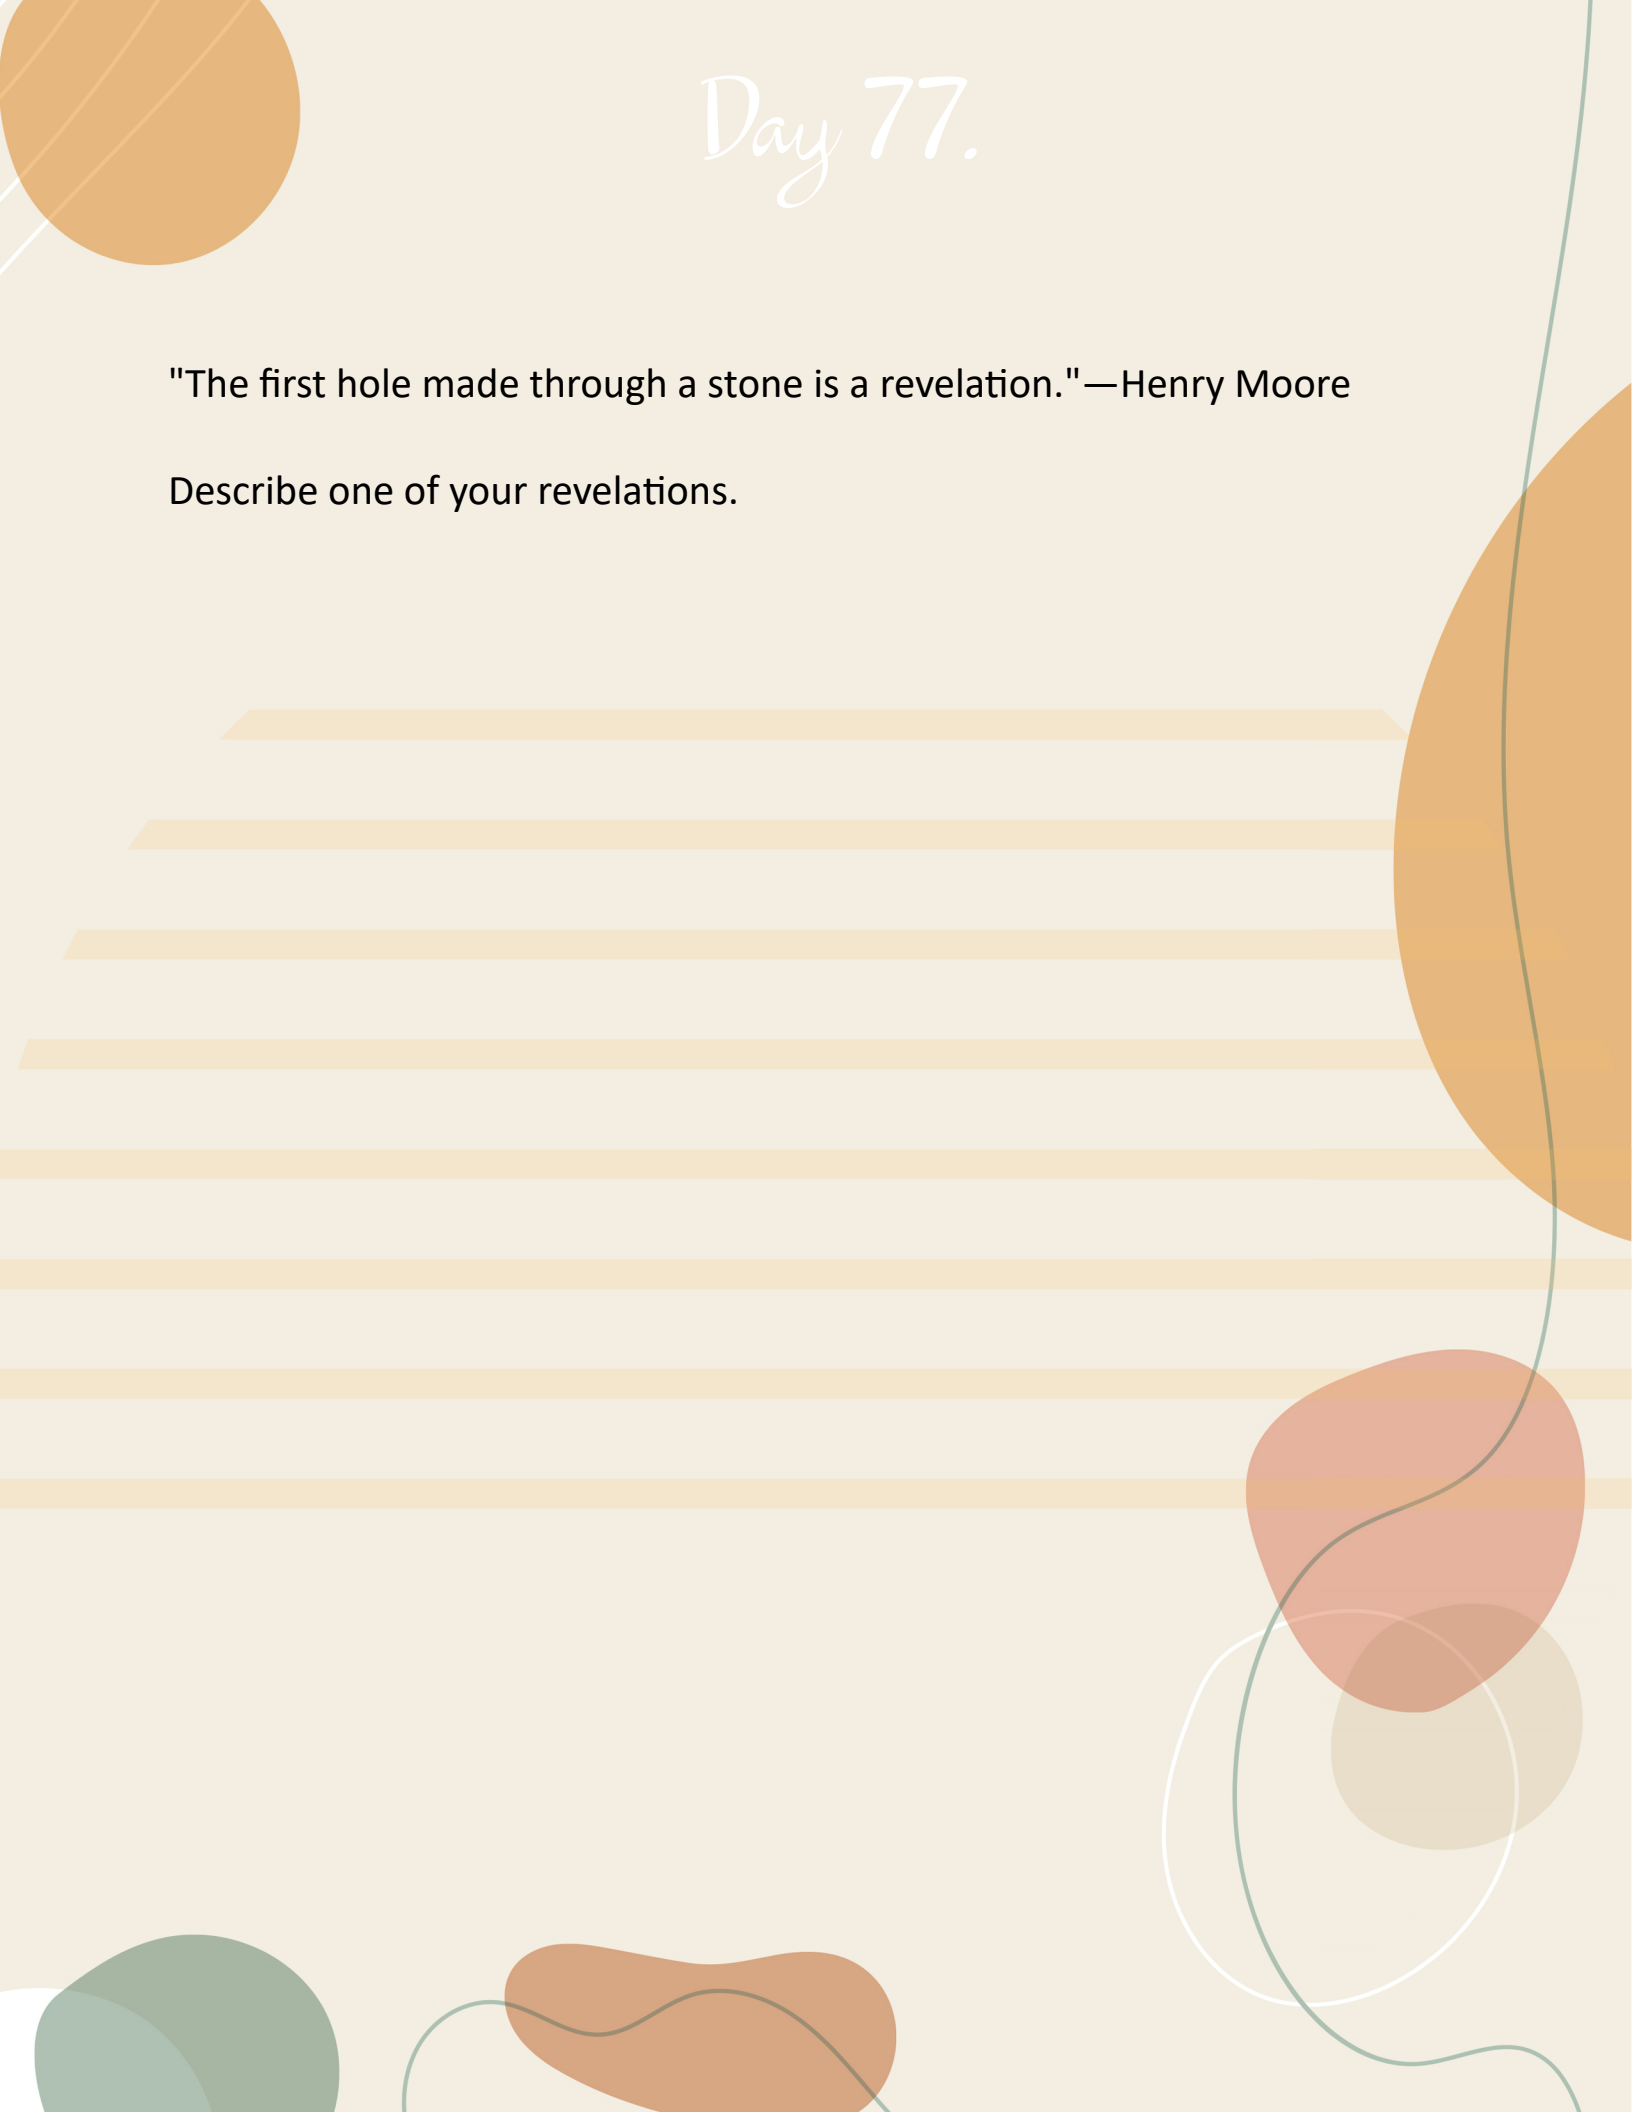 Day 77.
"The first hole made through a stone is a revelation."—Henry Moore
Describe one of your revelations.